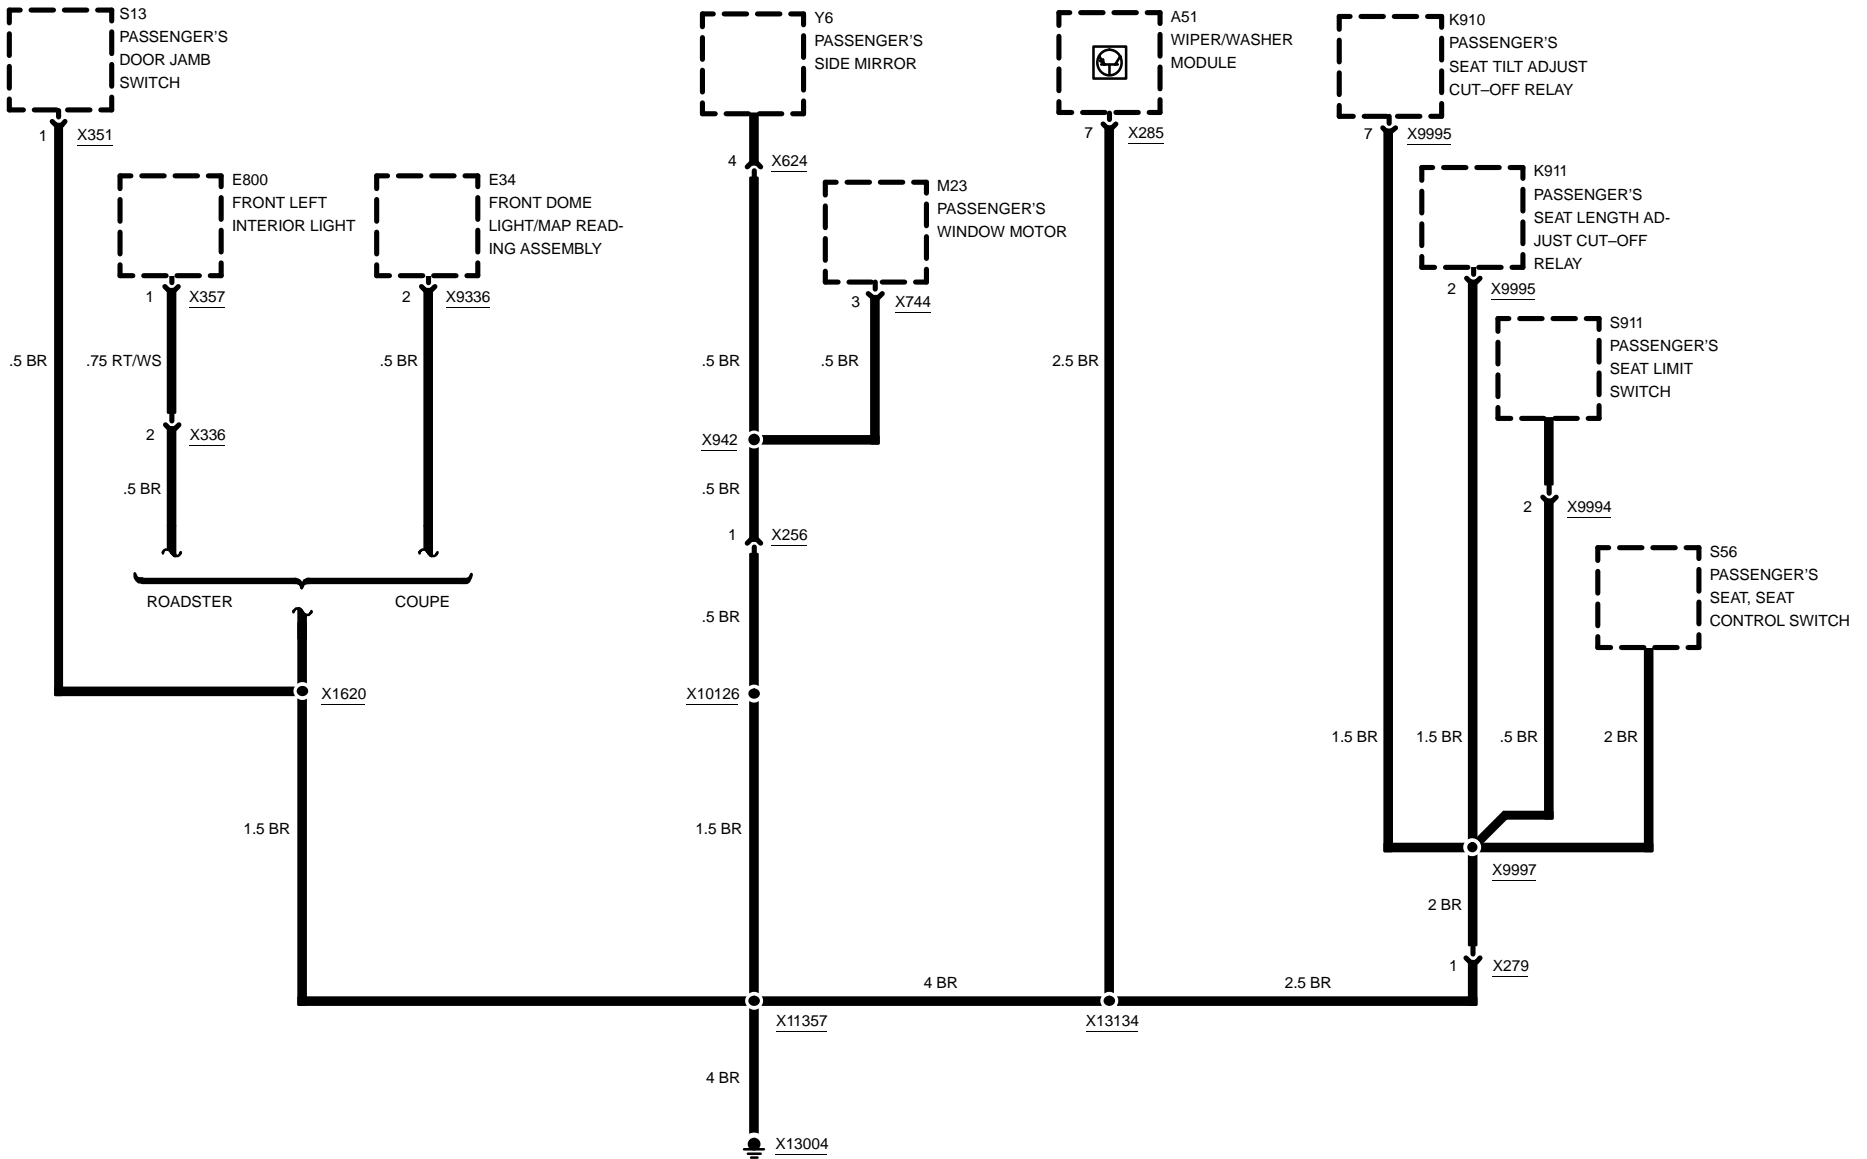 S13
PASSENGER’S
DOOR JAMB
SWITCH
1
X351
Y6
PASSENGER’S
SIDE MIRROR
4
X624
A51
WIPER/WASHER
MODULE
7
X285
K910
PASSENGER’S
SEAT TILT ADJUST
CUT–OFF RELAY
7
X9995
E800
FRONT LEFT
INTERIOR LIGHT
1
X357
E34
FRONT DOME
LIGHT/MAP READ-
ING ASSEMBLY
2
X9336
M23
PASSENGER’S
WINDOW MOTOR
3
X744
K911
PASSENGER’S
SEAT LENGTH AD-
JUST CUT–OFF
RELAY
2
X9995
S911
PASSENGER’S
SEAT LIMIT
SWITCH
2
X9994
S56
PASSENGER’S
SEAT, SEAT
CONTROL SWITCH
.5 BR
.75 RT/WS
.5 BR
.5 BR
.5 BR
2.5 BR
2
X336
X942
.5 BR
.5 BR
1
X256
ROADSTER
COUPE
.5 BR
X1620
X10126
1.5 BR
1.5 BR
.5 BR
2 BR
1.5 BR
1.5 BR
X9997
2 BR
1
X279
4 BR
2.5 BR
X11357
X13134
4 BR
X13004